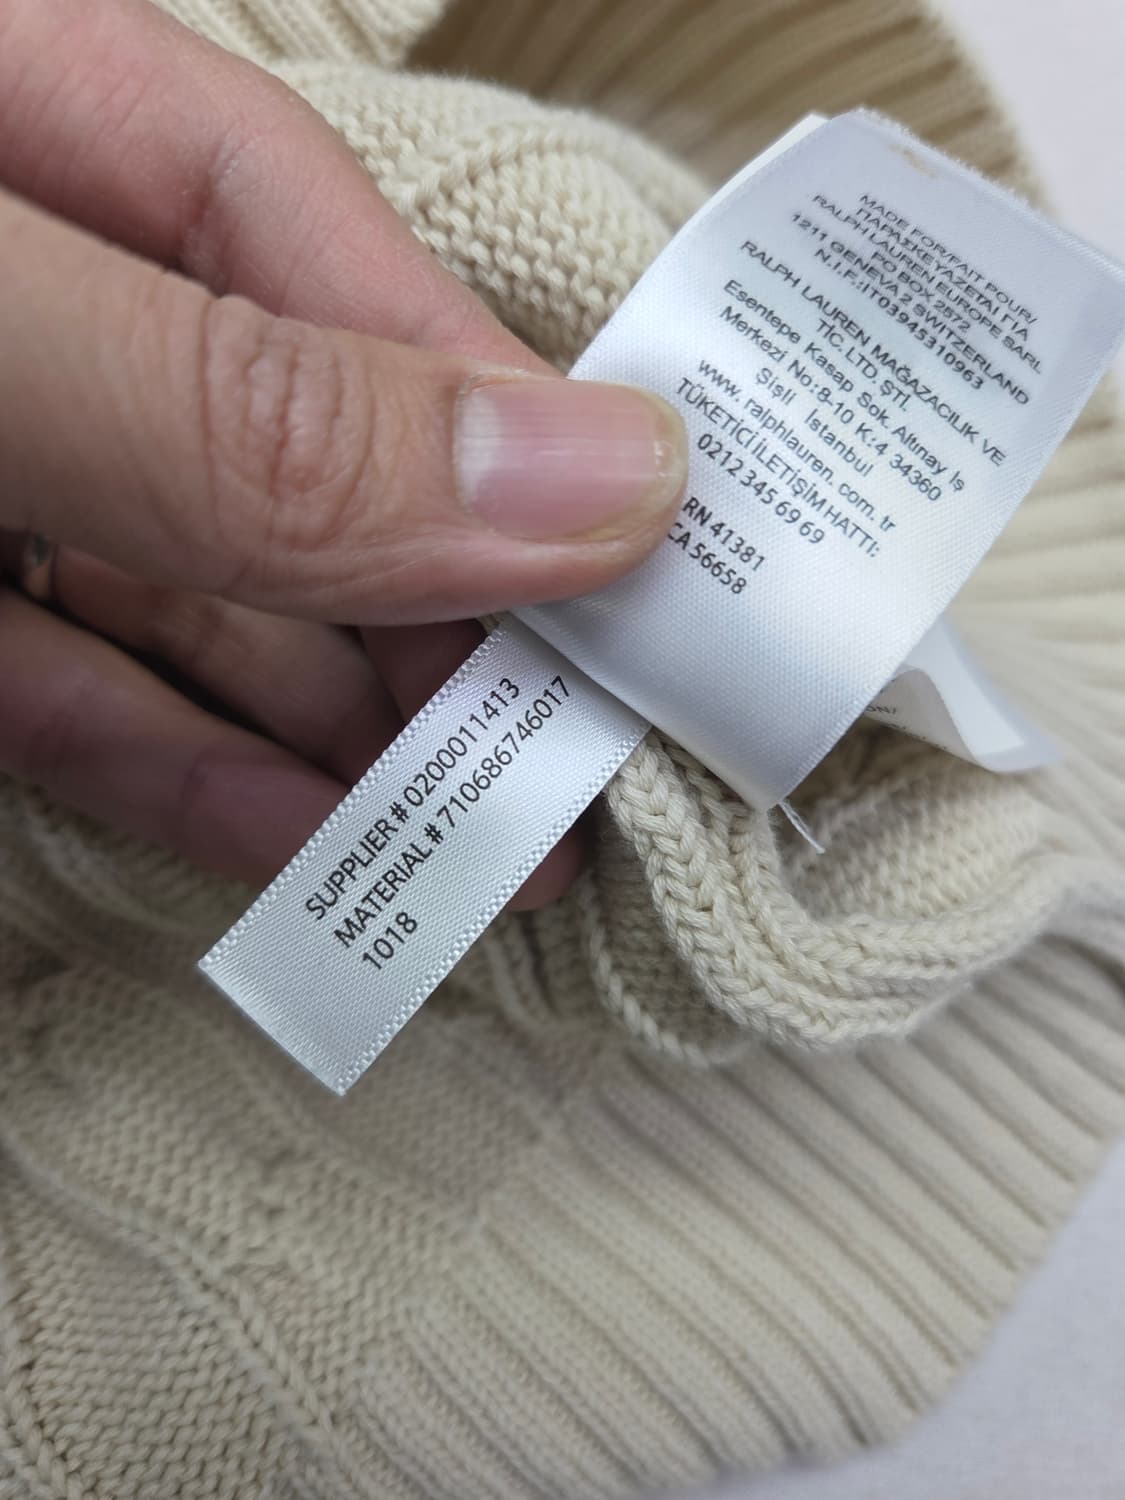 MADE FOR/FAIT POUR/
ΠΑΡΑΣΚΕΥΑΖΕΤΑΙ ΓΙΑ
RALPH LAUREN EUROPE SARL
PO BOX 2572
1211 GENEVA 2 SWITZERLAND
N.I.F.:IT03945310963
RALPH LAUREN MAĞAZACILIK VE
TİC.LTD. ŞTİ.
Esentepe Kasap Sok. Altınay İş
Merkezi No:8-10 K:4 34360
Şişli İstanbul
www. ralphlauren. com. tr
TÜKETİCİ İLETİŞİM HATTI:
0212 345 69 69
RN 41381
CA 56658
SUPPLIER # 0200011413
MATERIAL # 710686746017
1018